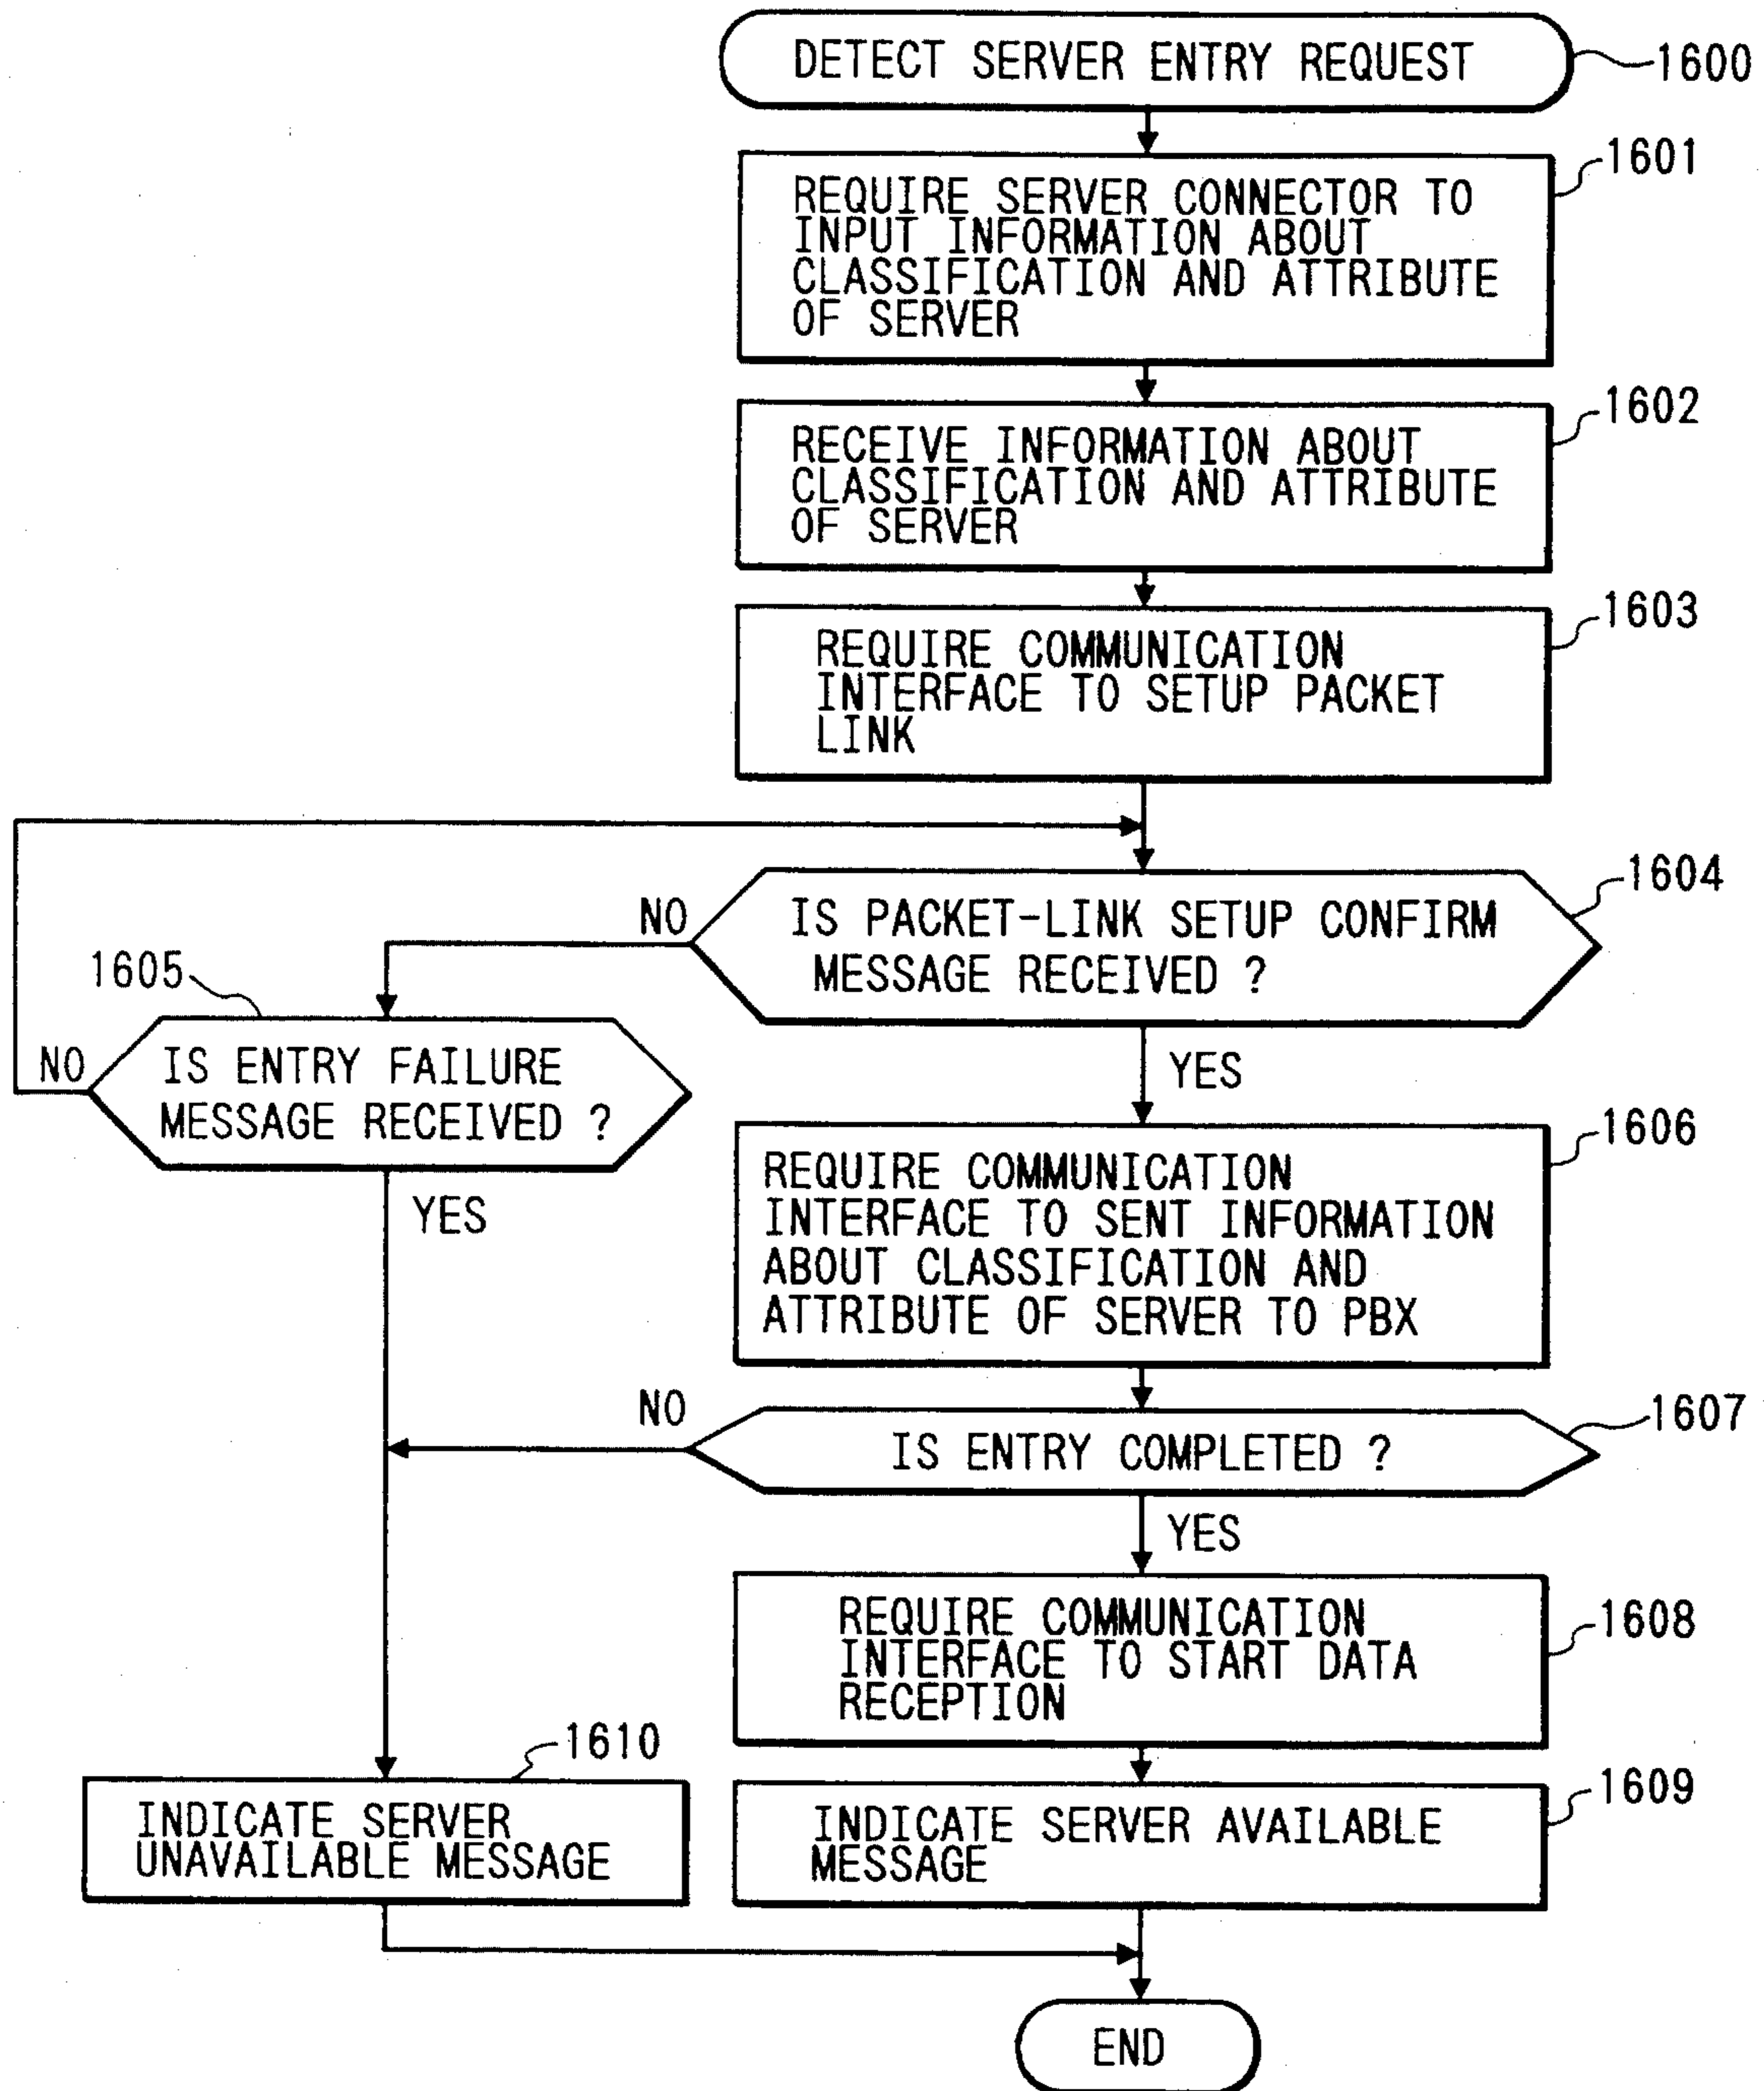 DETECT SERVER ENTRY REQUEST
1600
1601
REQUIRE SERVER CONNECTOR TO
INPUT INFORMATION ABOUT
CLASSIFICATION AND ATTRIBUTE
OF SERVER
1602
RECEIVE INFORMATION ABOUT
CLASSIFICATION AND ATTRIBUTE
OF SERVER
1603
REQUIRE COMMUNICATION
INTERFACE TO SETUP PACKET
LINK
1604
NO
IS PACKET-LINK SETUP CONFIRM
MESSAGE RECEIVED ?
1605
NO
IS ENTRY FAILURE
MESSAGE RECEIVED ?
YES
YES
1606
REQUIRE COMMUNICATION
INTERFACE TO SENT INFORMATION
ABOUT CLASSIFICATION AND
ATTRIBUTE OF SERVER TO PBX
NO
1607
IS ENTRY COMPLETED ?
YES
1608
REQUIRE COMMUNICATION
INTERFACE TO START DATA
RECEPTION
1610
INDICATE SERVER
UNAVAILABLE MESSAGE
1609
INDICATE SERVER AVAILABLE
MESSAGE
END